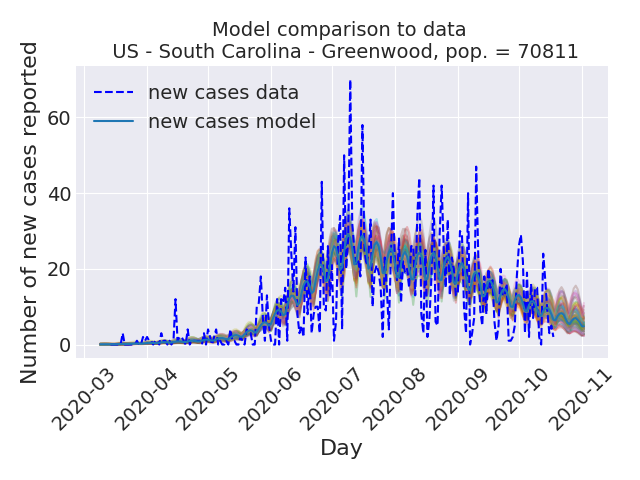 Model comparison to data
US - South Carolina - Greenwood, pop. = 70811
new cases data
new cases model
Number of new cases reported
60
40
20
0
2020-03
2020-04
2020-05
2020-06
2020-07
2020-08
2020-09
2020-10
2020-11
Day